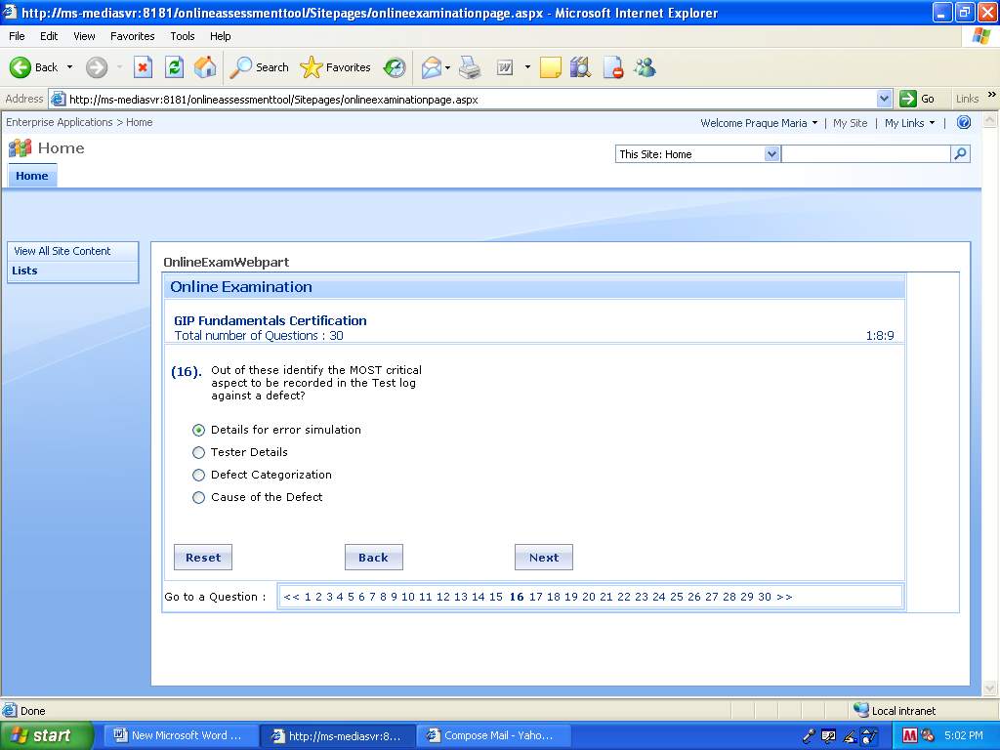 http://ms-mediasvr:8181/onlineassessmenttool/Sitepages/onlineexaminationpage.aspx - Microsoft Internet Explorer
File Edit View Favorites Tools Help
Back Search Favorites
Address http://ms-mediasvr:8181/onlineassessmenttool/Sitepages/onlineexaminationpage.aspx Go Links »
Enterprise Applications > Home Welcome Praque Maria | My Site | My Links |
Home
This Site: Home
Home
View All Site Content
Lists
OnlineExamWebpart
Online Examination
GIP Fundamentals Certification
Total number of Questions : 30 1:8:9
(16). Out of these identify the MOST critical
aspect to be recorded in the Test log
against a defect?
Details for error simulation
Tester Details
Defect Categorization
Cause of the Defect
Reset Back Next
Go to a Question : << 1 2 3 4 5 6 7 8 9 10 11 12 13 14 15 16 17 18 19 20 21 22 23 24 25 26 27 28 29 30 >>
Done Local intranet
start New Microsoft Word ... http://ms-mediasvr:8... Compose Mail - Yaho... 5:02 PM